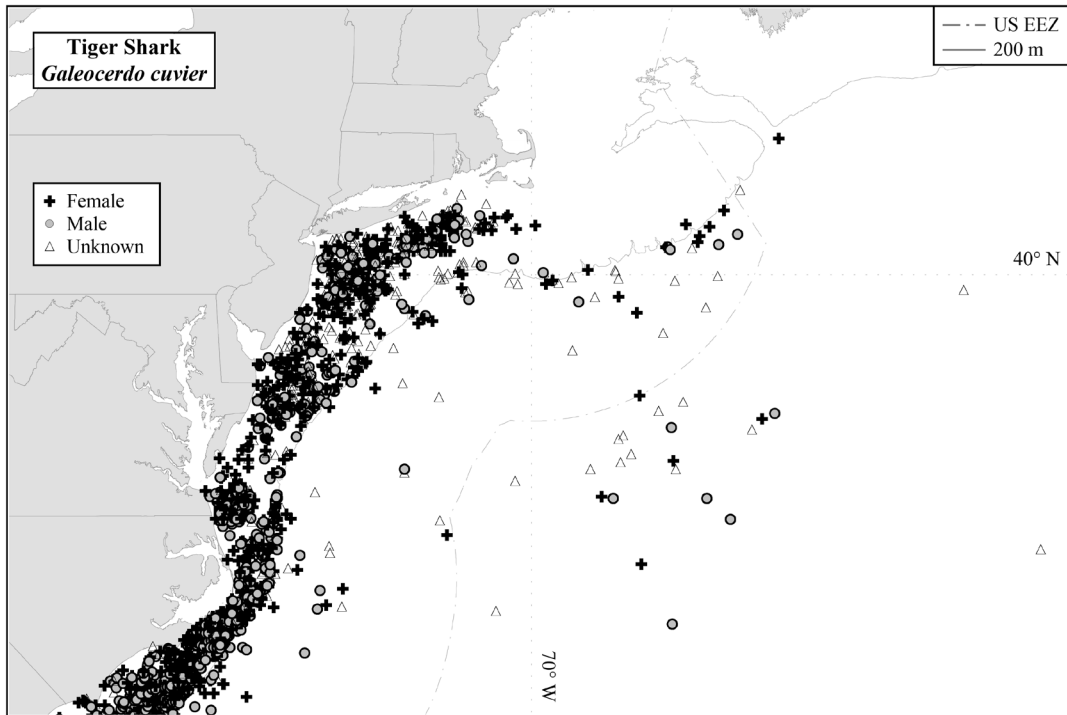 Tiger Shark
Galeocerdo cuvier
US EEZ
200 m
Female
Male
Unknown
40° N
70° W